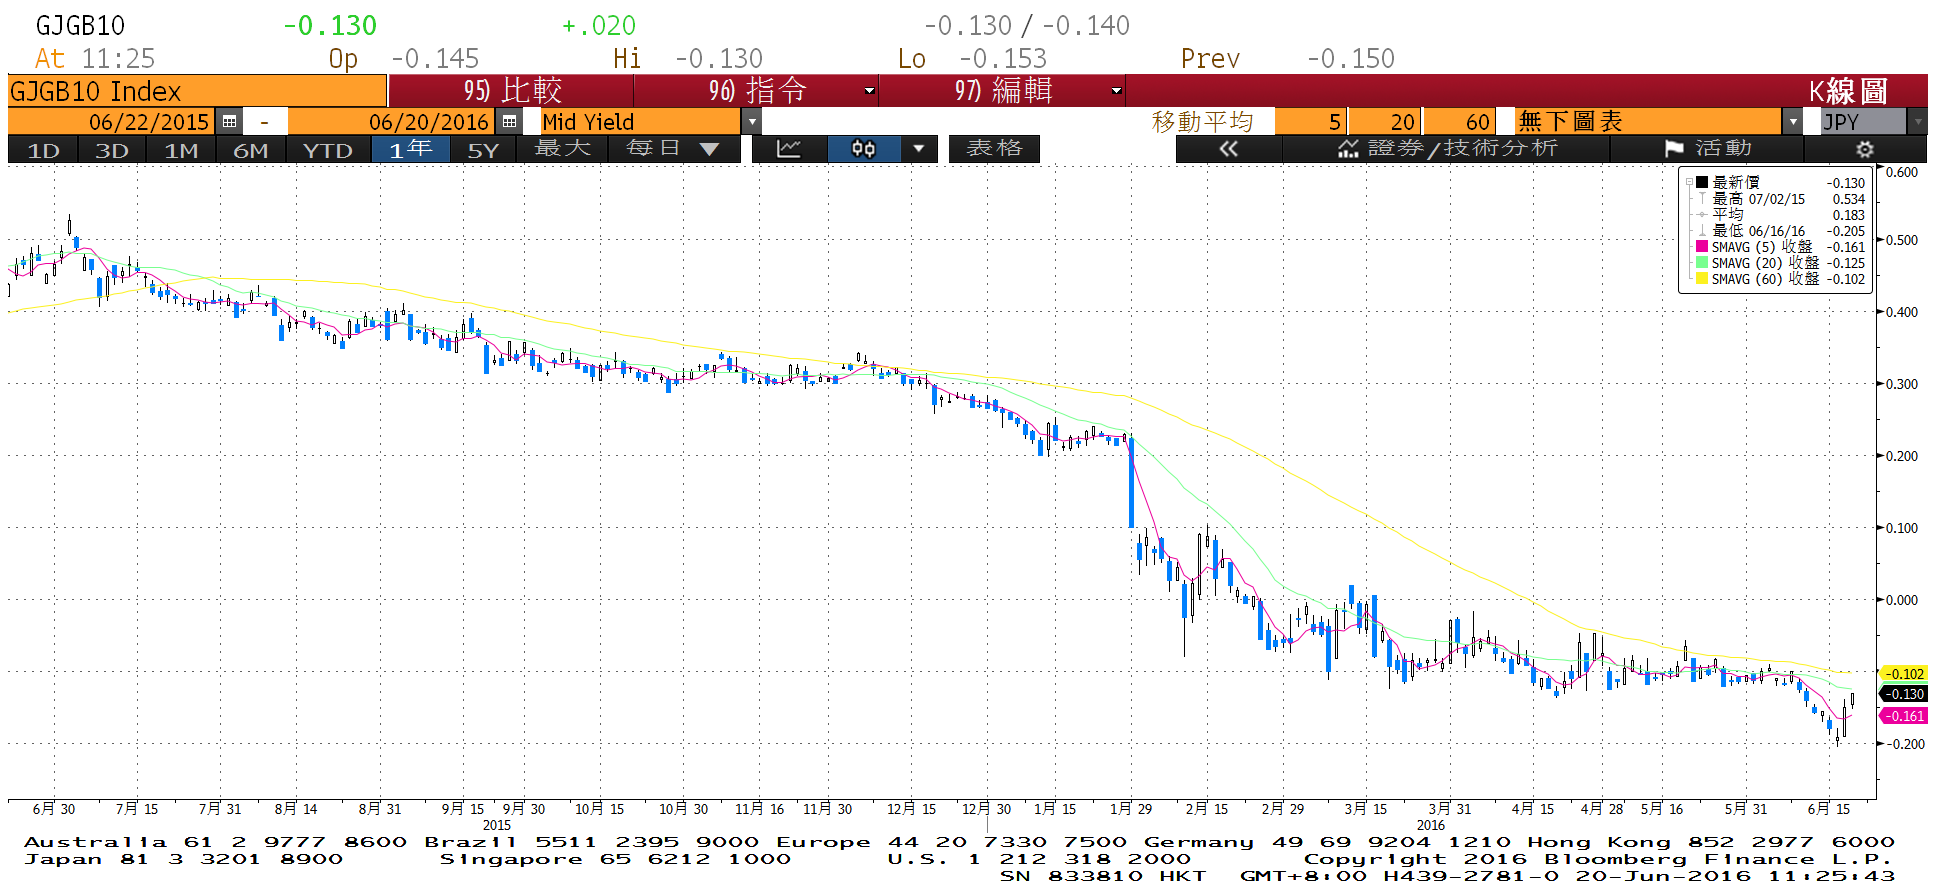 GJGB10 -0.130 +.020 -0.130 / -0.140
At 11:25 Op -0.145 Hi -0.130 Lo -0.153 Prev -0.150
GJGB10 Index 95) 比較 96) 指令 97) 編輯 K線圖
06/22/2015 - 06/20/2016 Mid Yield 移動平均 5 20 60 無下圖表 JPY
1D 3D 1M 6M YTD 1年 5Y 最大 每日 表格 « 證券/技術分析 活動
最新價 -0.130
最高 07/02/15 0.534
平均 0.183
最低 06/16/16 -0.205
SMAVG (5) 收盤 -0.161
SMAVG (20) 收盤 -0.125
SMAVG (60) 收盤 -0.102
0.600
0.500
0.400
0.300
0.200
0.100
0.000
-0.102
-0.130
-0.161
-0.200
6月 30 7月 15 7月 31 8月 14 8月 31 9月 15 9月 30 10月 15 10月 30 11月 16 11月 30 12月 15 12月 30 1月 15 1月 29 2月 15 2月 29 3月 15 3月 31 4月 15 4月 28 5月 16 5月 31 6月 15
2015 2016
Australia 61 2 9777 8600 Brazil 5511 2395 9000 Europe 44 20 7330 7500 Germany 49 69 9204 1210 Hong Kong 852 2977 6000
Japan 81 3 3201 8900 Singapore 65 6212 1000 U.S. 1 212 318 2000 Copyright 2016 Bloomberg Finance L.P.
SN 833810 HKT GMT+8:00 H439-2781-0 20-Jun-2016 11:25:43